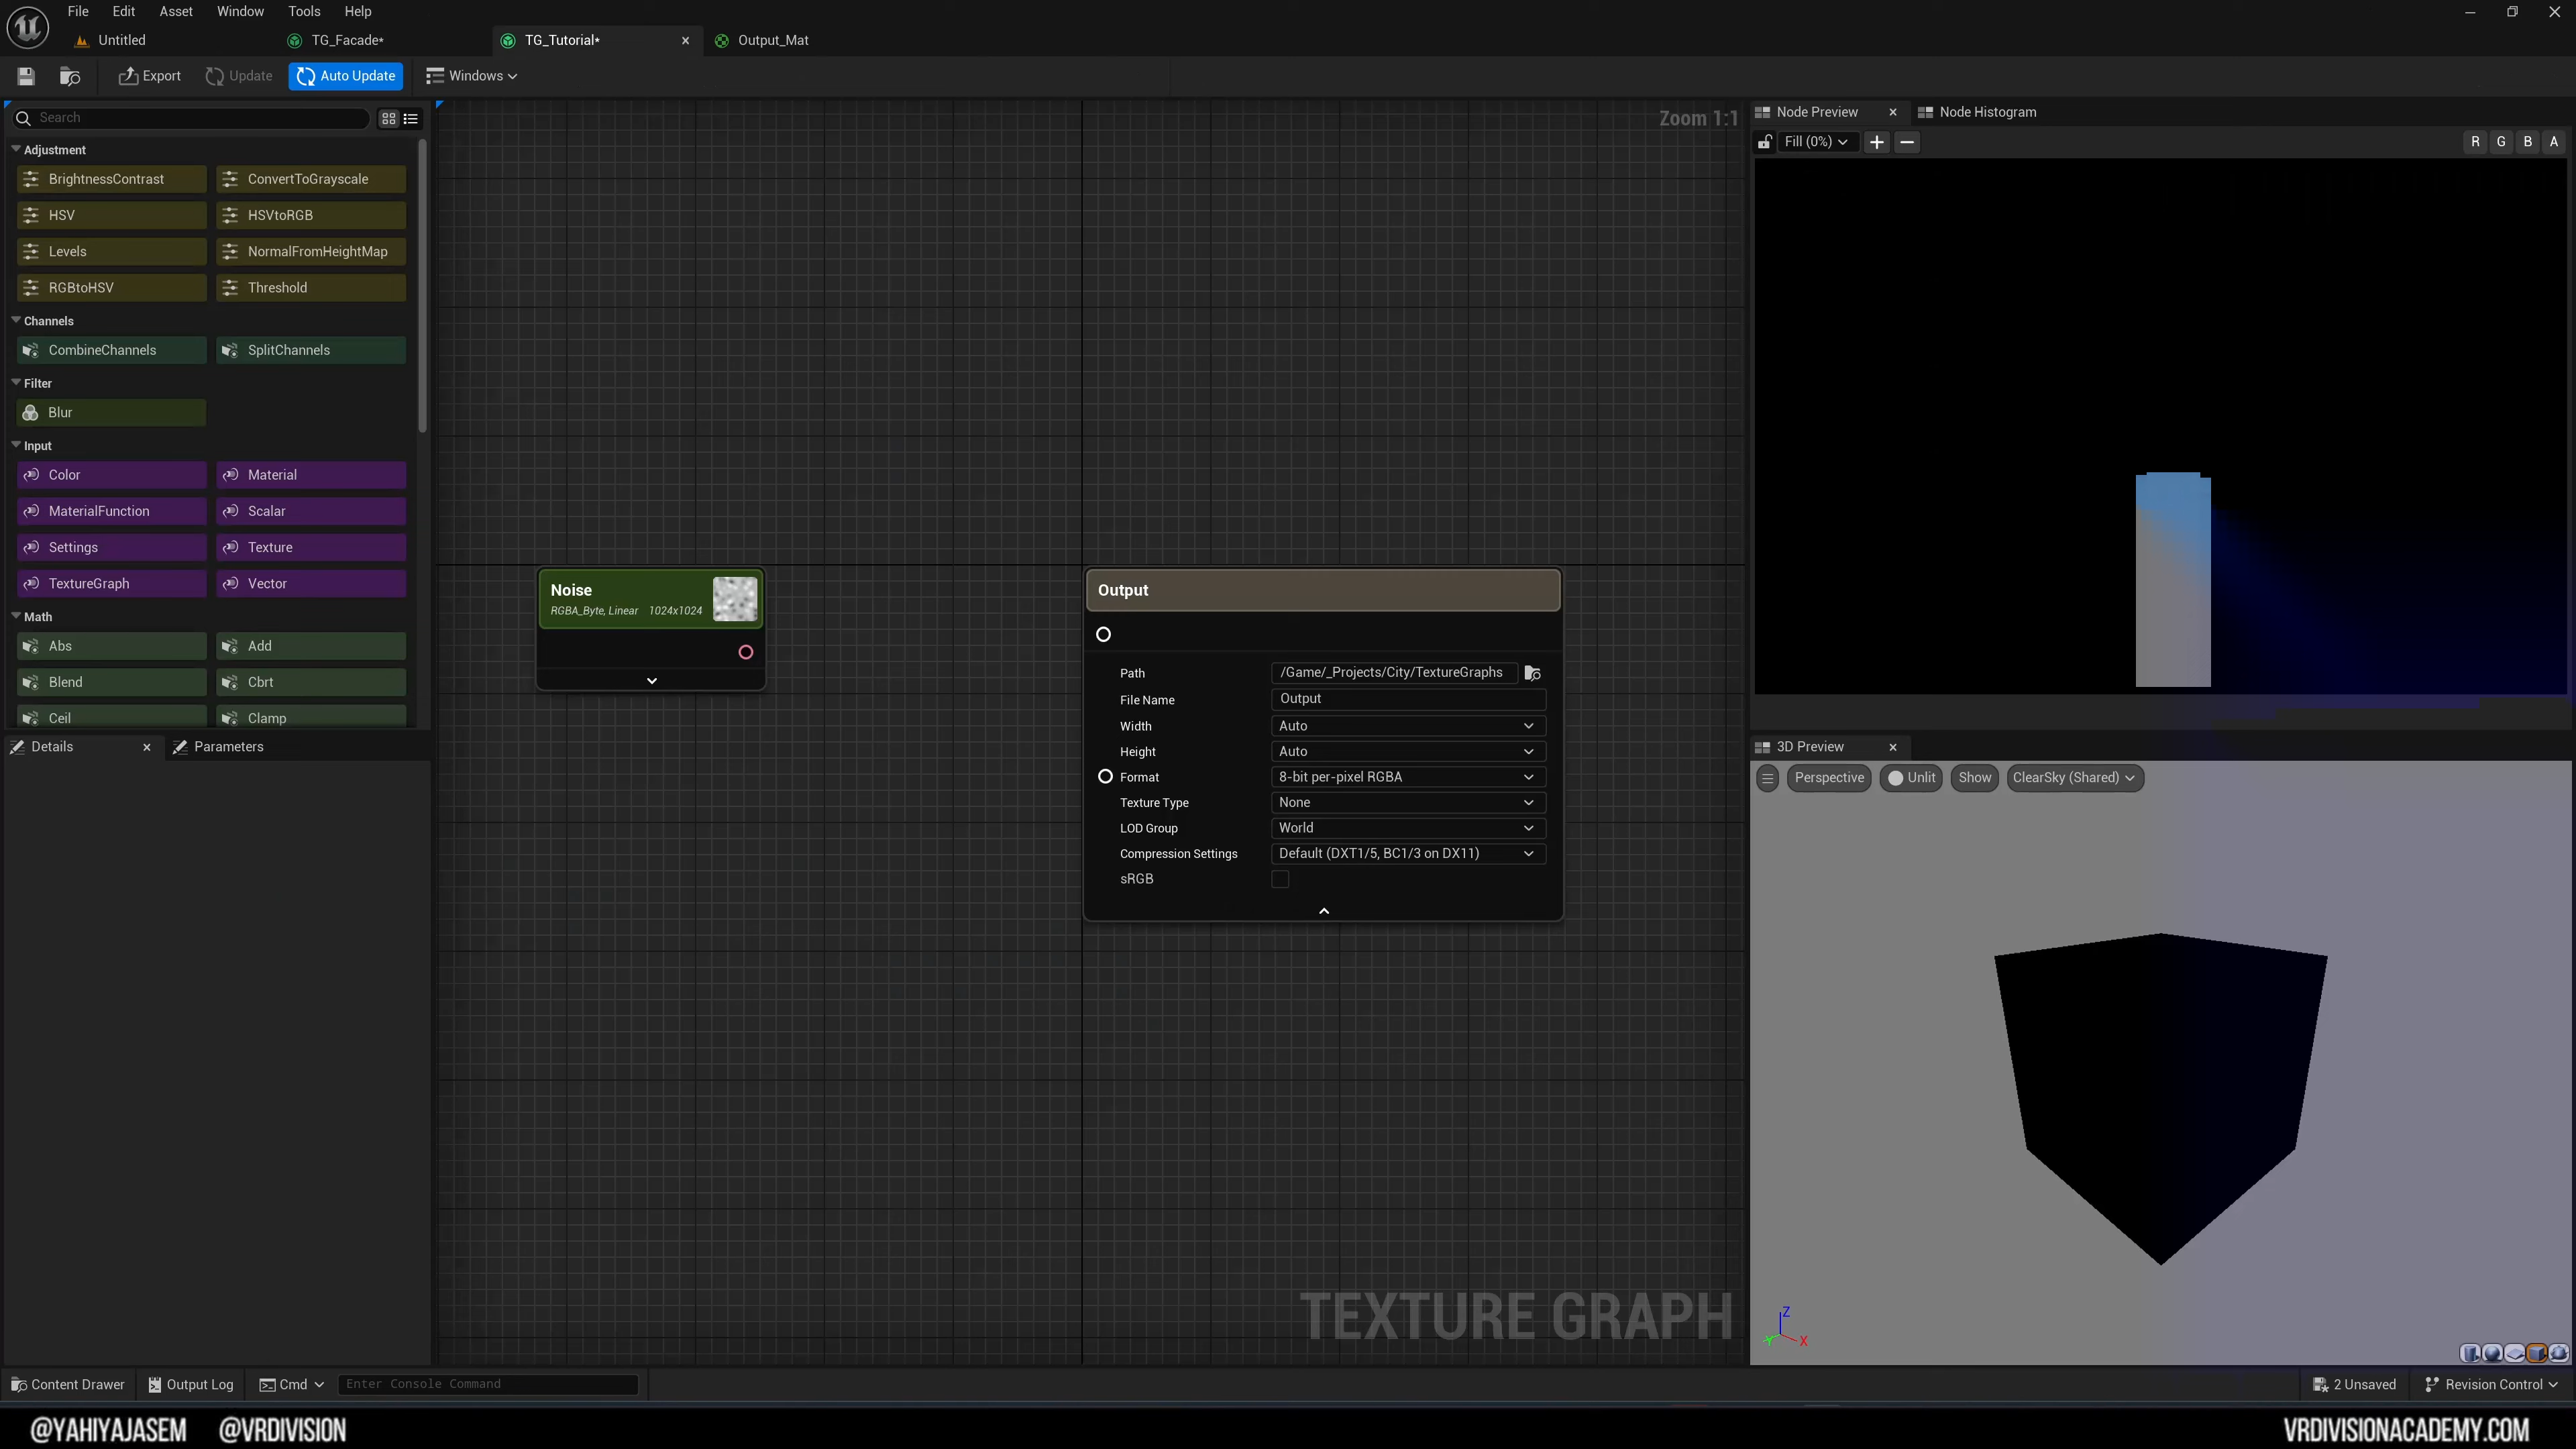 File Edit Asset Window Tools Help
Untitled TG_Facade* TG_Tutorial* Output_Mat
Export Update Auto Update Windows
Search
Adjustment
BrightnessContrast ConvertToGrayscale
HSV HSVtoRGB
Levels NormalFromHeightMap
RGBtoHSV Threshold
Channels
CombineChannels SplitChannels
Filter
Blur
Input
Color Material
MaterialFunction Scalar
Settings Texture
TextureGraph Vector
Math
Abs Add
Blend Cbrt
Ceil Clamp
Details Parameters
Zoom 1:1
Noise
RGBA_Byte, Linear 1024x1024
Output
Path /Game/_Projects/City/TextureGraphs
File Name Output
Width Auto
Height Auto
Format 8-bit per-pixel RGBA
Texture Type None
LOD Group World
Compression Settings Default (DXT1/5, BC1/3 on DX11)
sRGB
TEXTURE GRAPH
Node Preview Node Histogram
Fill (0%) R G B A
3D Preview
Perspective Unlit Show ClearSky (Shared)
Z
Y X
Content Drawer Output Log Cmd Enter Console Command 2 Unsaved Revision Control
@YAHIYAJASEM @VRDIVISION VRDIVISIONACADEMY.COM